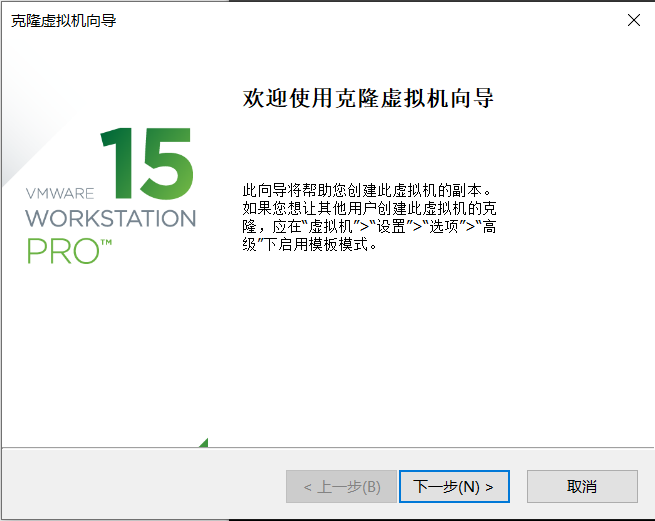 克隆虚拟机向导
欢迎使用克隆虚拟机向导
15
VMWARE
WORKSTATION
PRO™
此向导将帮助您创建此虚拟机的副本。
如果您想让其他用户创建此虚拟机的克
隆，应在“虚拟机”>“设置”>“选项”>“高
级”下启用模板模式。
< 上一步(B)
下一步(N) >
取消